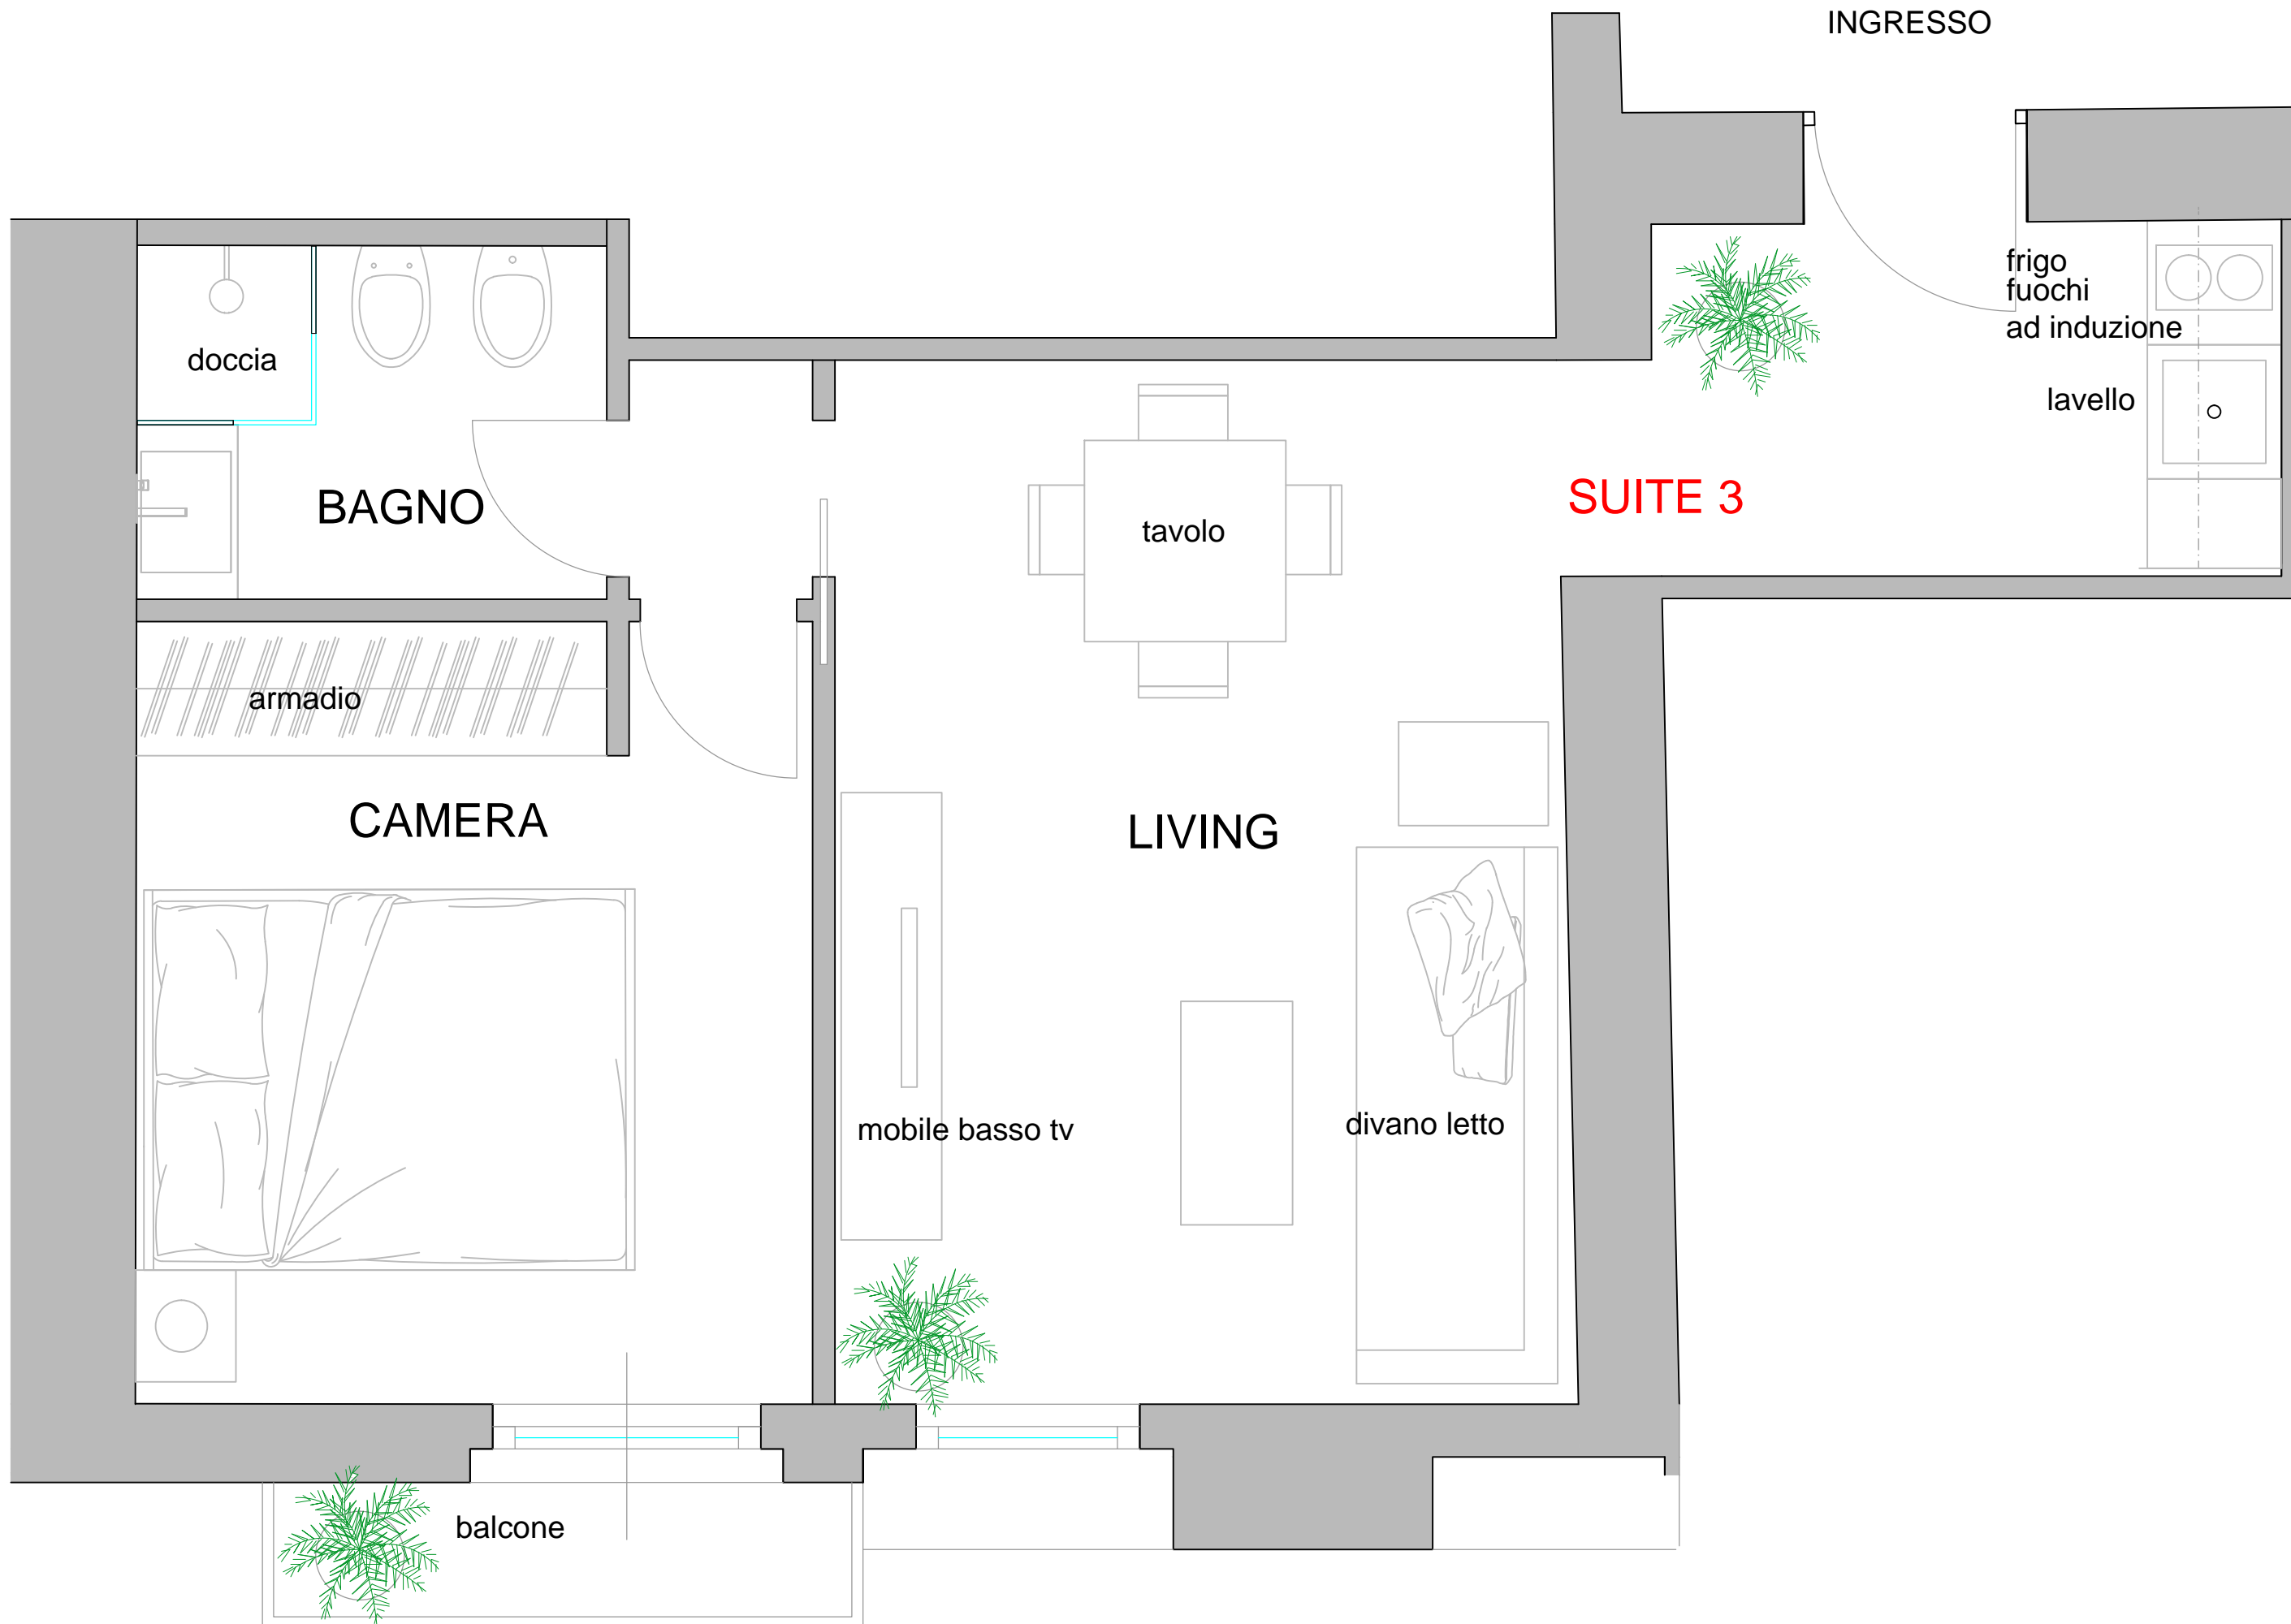 INGRESSO
frigo
fuochi
ad induzione
doccia
lavello
SUITE 3
BAGNO
tavolo
armadio
CAMERA
LIVING
mobile basso tv
divano letto
balcone